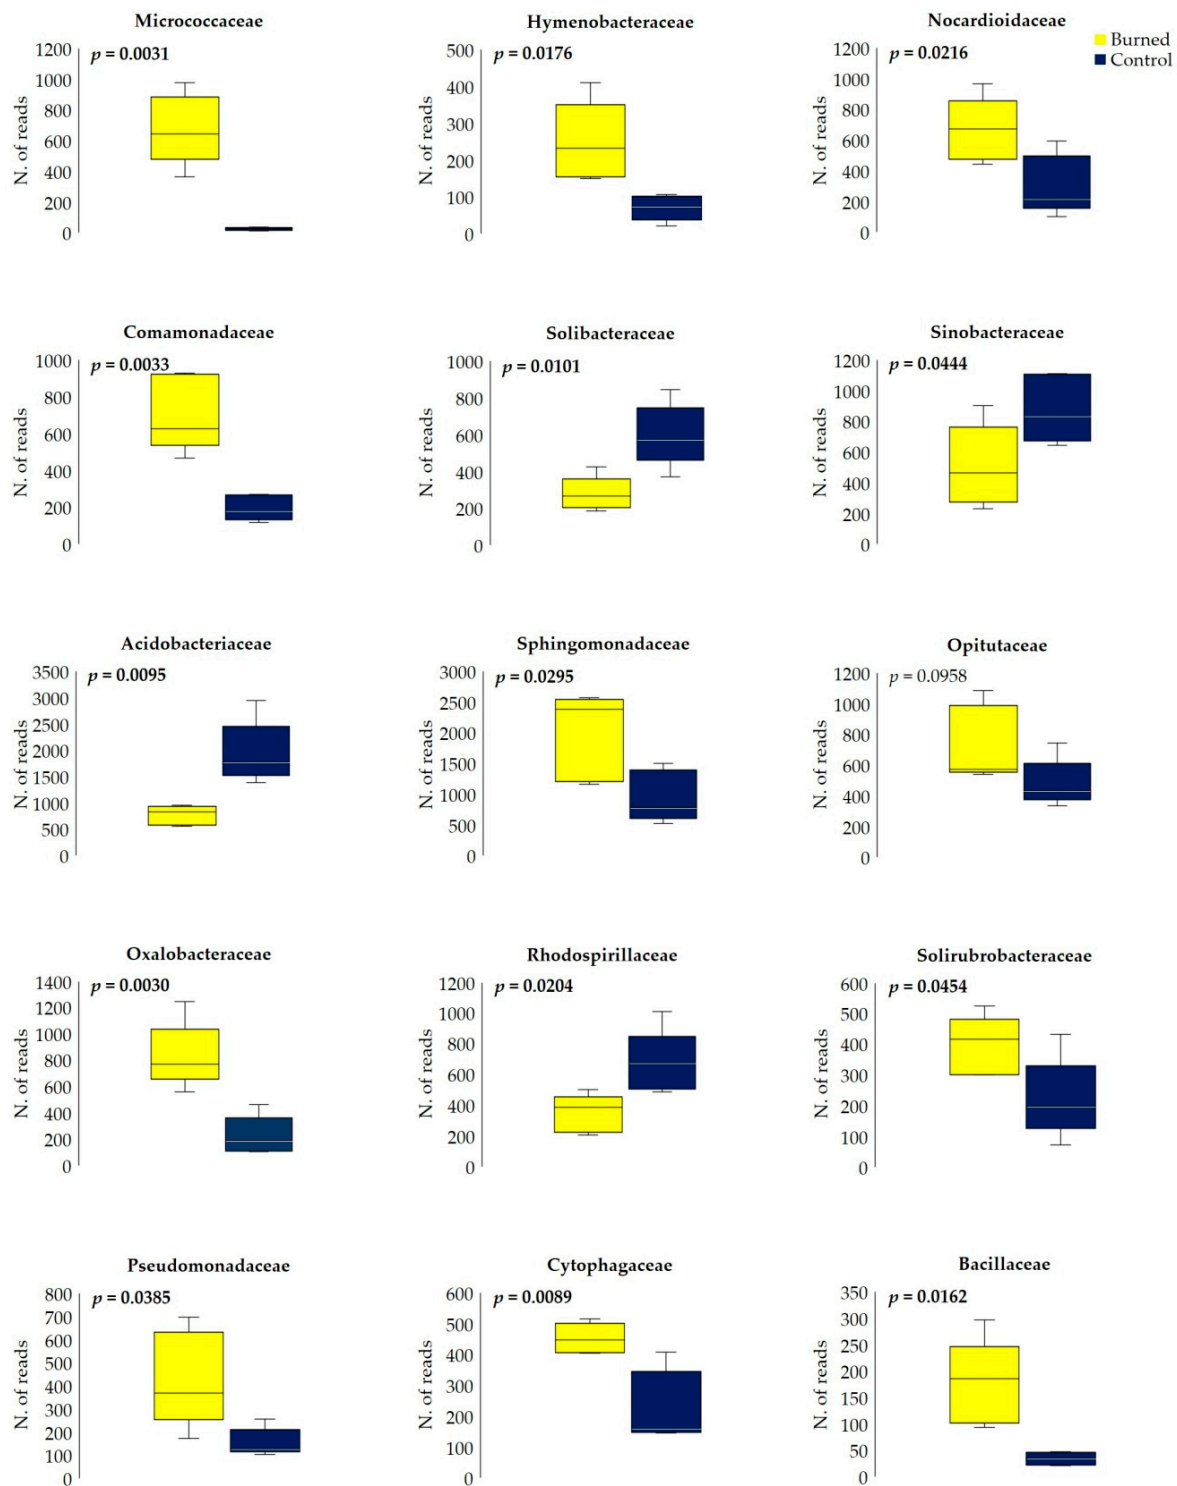 Micrococcaceae
p = 0.0031
1200
1000
800
600
400
200
0
N. of reads
Hymenobacteraceae
p = 0.0176
500
400
300
200
100
0
N. of reads
Nocardioidaceae
p = 0.0216
1200
1000
800
600
400
200
0
N. of reads
Burned
Control
Comamonadaceae
p = 0.0033
1000
800
600
400
200
0
N. of reads
Solibacteraceae
p = 0.0101
1000
800
600
400
200
0
N. of reads
Sinobacteraceae
p = 0.0444
1200
1000
800
600
400
200
0
N. of reads
Acidobacteriaceae
p = 0.0095
3500
3000
2500
2000
1500
1000
500
0
N. of reads
Sphingomonadaceae
p = 0.0295
3000
2500
2000
1500
1000
500
0
N. of reads
Opitutaceae
p = 0.0958
1200
1000
800
600
400
200
0
N. of reads
Oxalobacteraceae
p = 0.0030
1400
1200
1000
800
600
400
200
0
N. of reads
Rhodospirillaceae
p = 0.0204
1200
1000
800
600
400
200
0
N. of reads
Solirubrobacteraceae
p = 0.0454
600
500
400
300
200
100
0
N. of reads
Pseudomonadaceae
p = 0.0385
800
700
600
500
400
300
200
100
0
N. of reads
Cytophagaceae
p = 0.0089
600
500
400
300
200
100
0
N. of reads
Bacillaceae
p = 0.0162
350
300
250
200
150
100
50
0
N. of reads